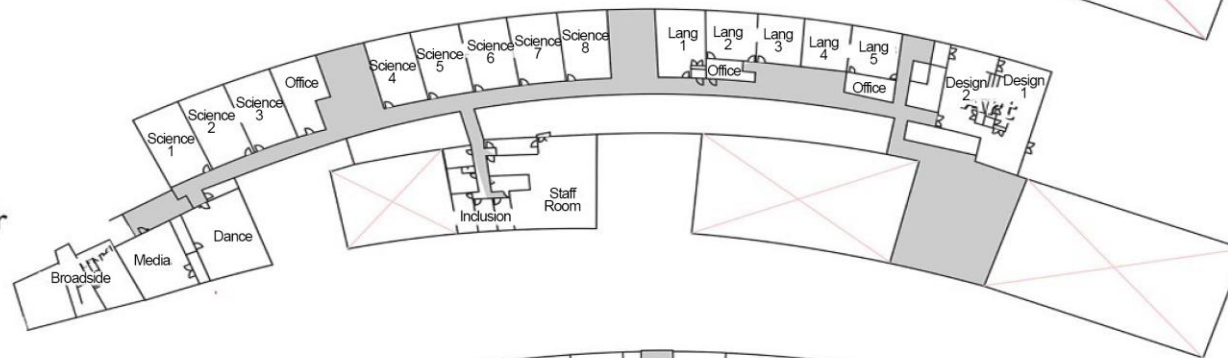 Science
1
Science
2
Science
3
Office
Science
4
Science
5
Science
6
Science
7
Science
8
Lang
1
Lang
2
Office
Lang
3
Lang
4
Lang
5
Office
Design
2
Design
1
Broadside
Media
Dance
Inclusion
Staff
Room
r